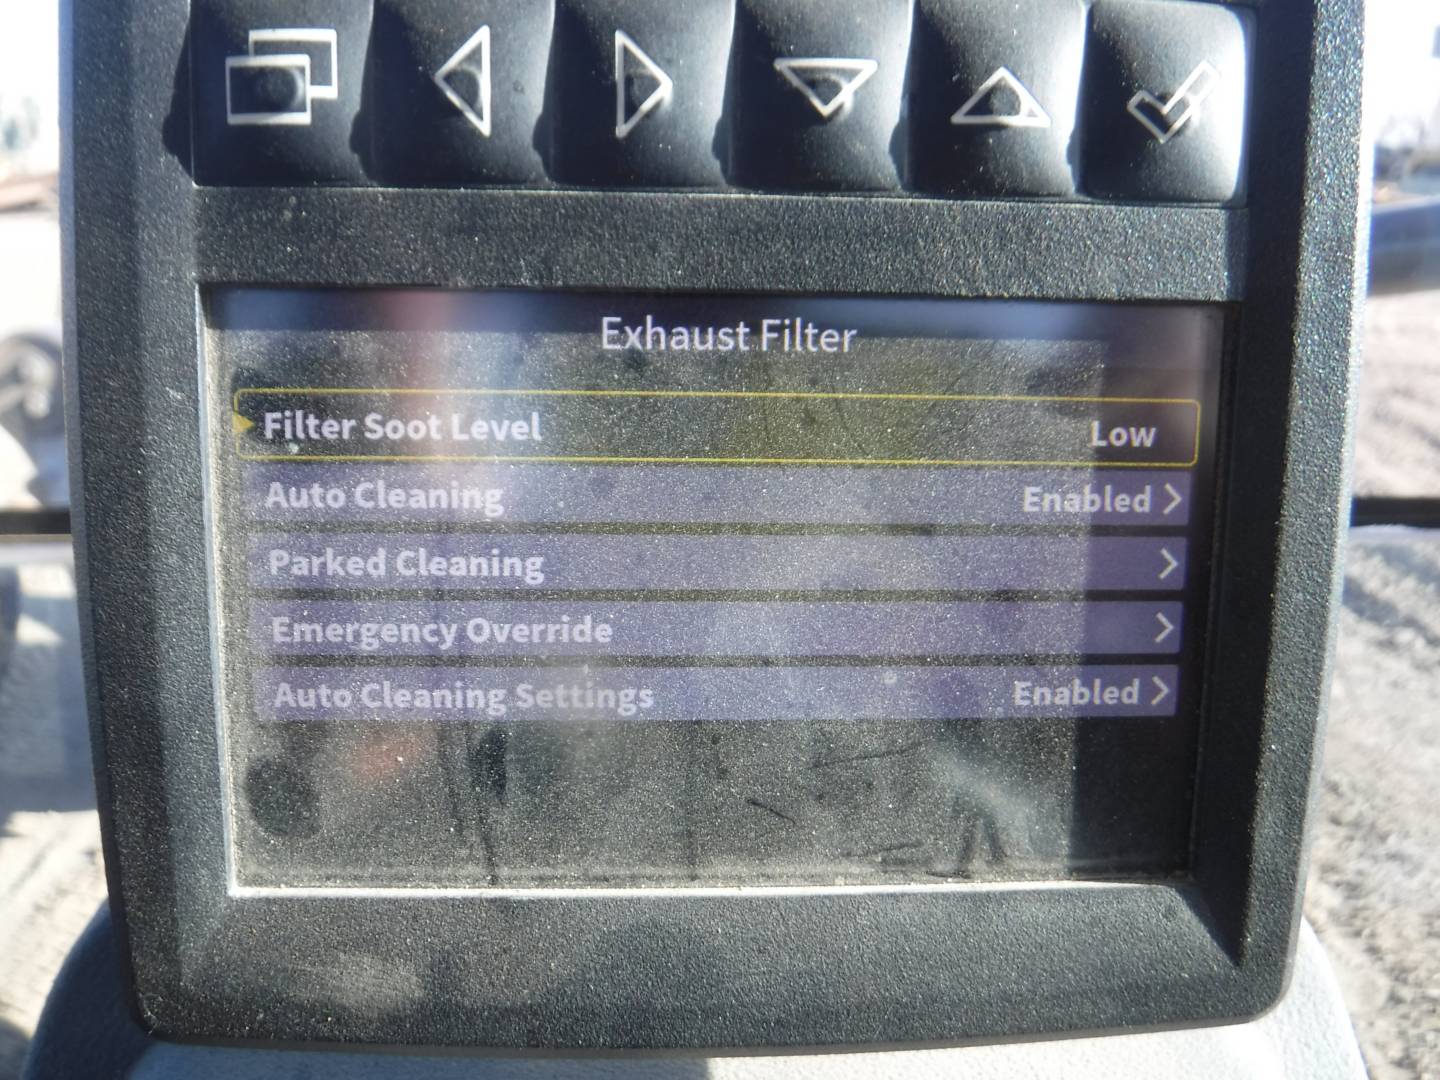 Exhaust Filter
Filter Soot Level Low
Auto Cleaning Enabled
Parked Cleaning
Emergency Override
Auto Cleaning Settings Enabled